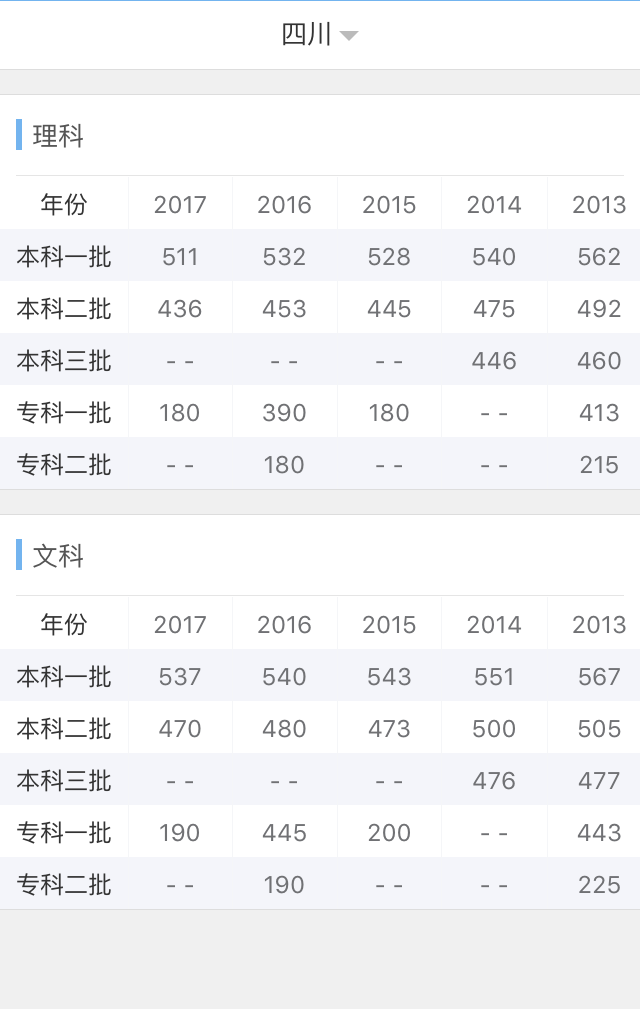 四川
理科
年份 2017 2016 2015 2014 2013
本科一批 511 532 528 540 562
本科二批 436 453 445 475 492
本科三批 -- -- -- 446 460
专科一批 180 390 180 -- 413
专科二批 -- 180 -- -- 215
文科
年份 2017 2016 2015 2014 2013
本科一批 537 540 543 551 567
本科二批 470 480 473 500 505
本科三批 -- -- -- 476 477
专科一批 190 445 200 -- 443
专科二批 -- 190 -- -- 225